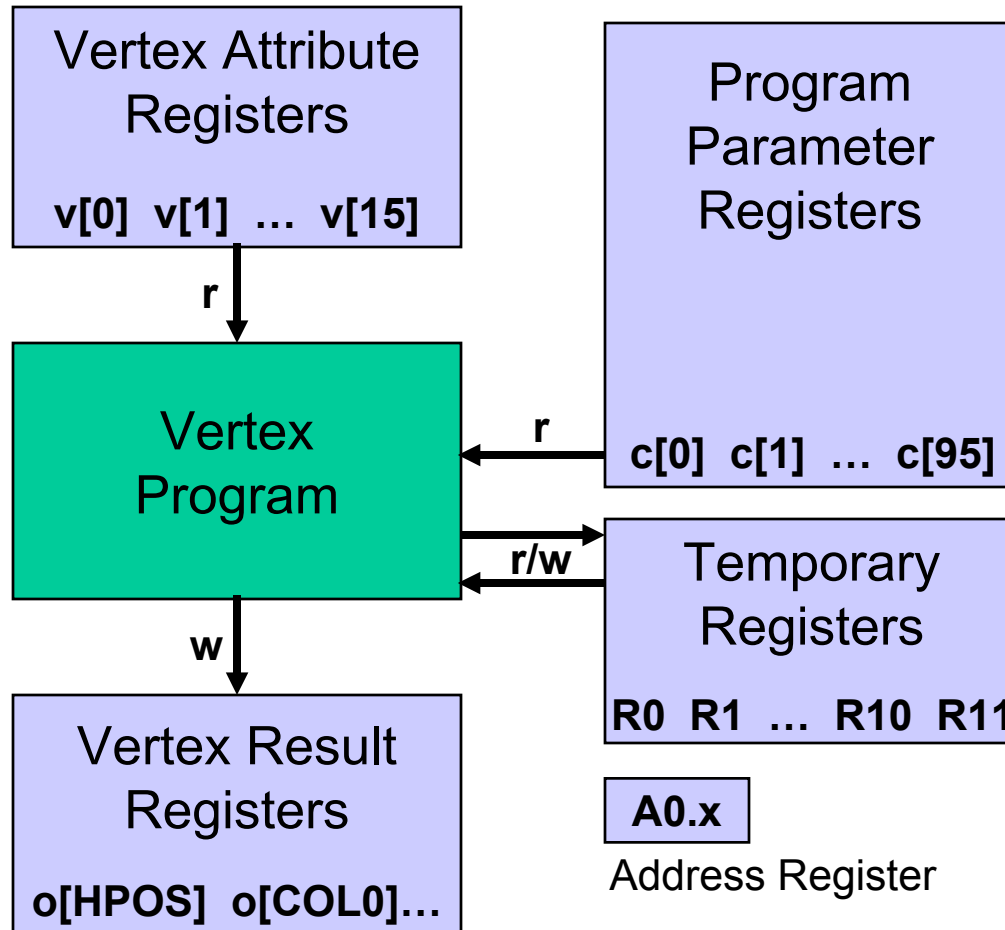 Vertex Attribute
Registers
v[0] v[1] … v[15]
r
Program
Parameter
Registers
c[0] c[1] … c[95]
Vertex
Program
r
r/w
Temporary
Registers
R0 R1 … R10 R11
w
Vertex Result
Registers
o[HPOS] o[COL0]…
A0.x
Address Register